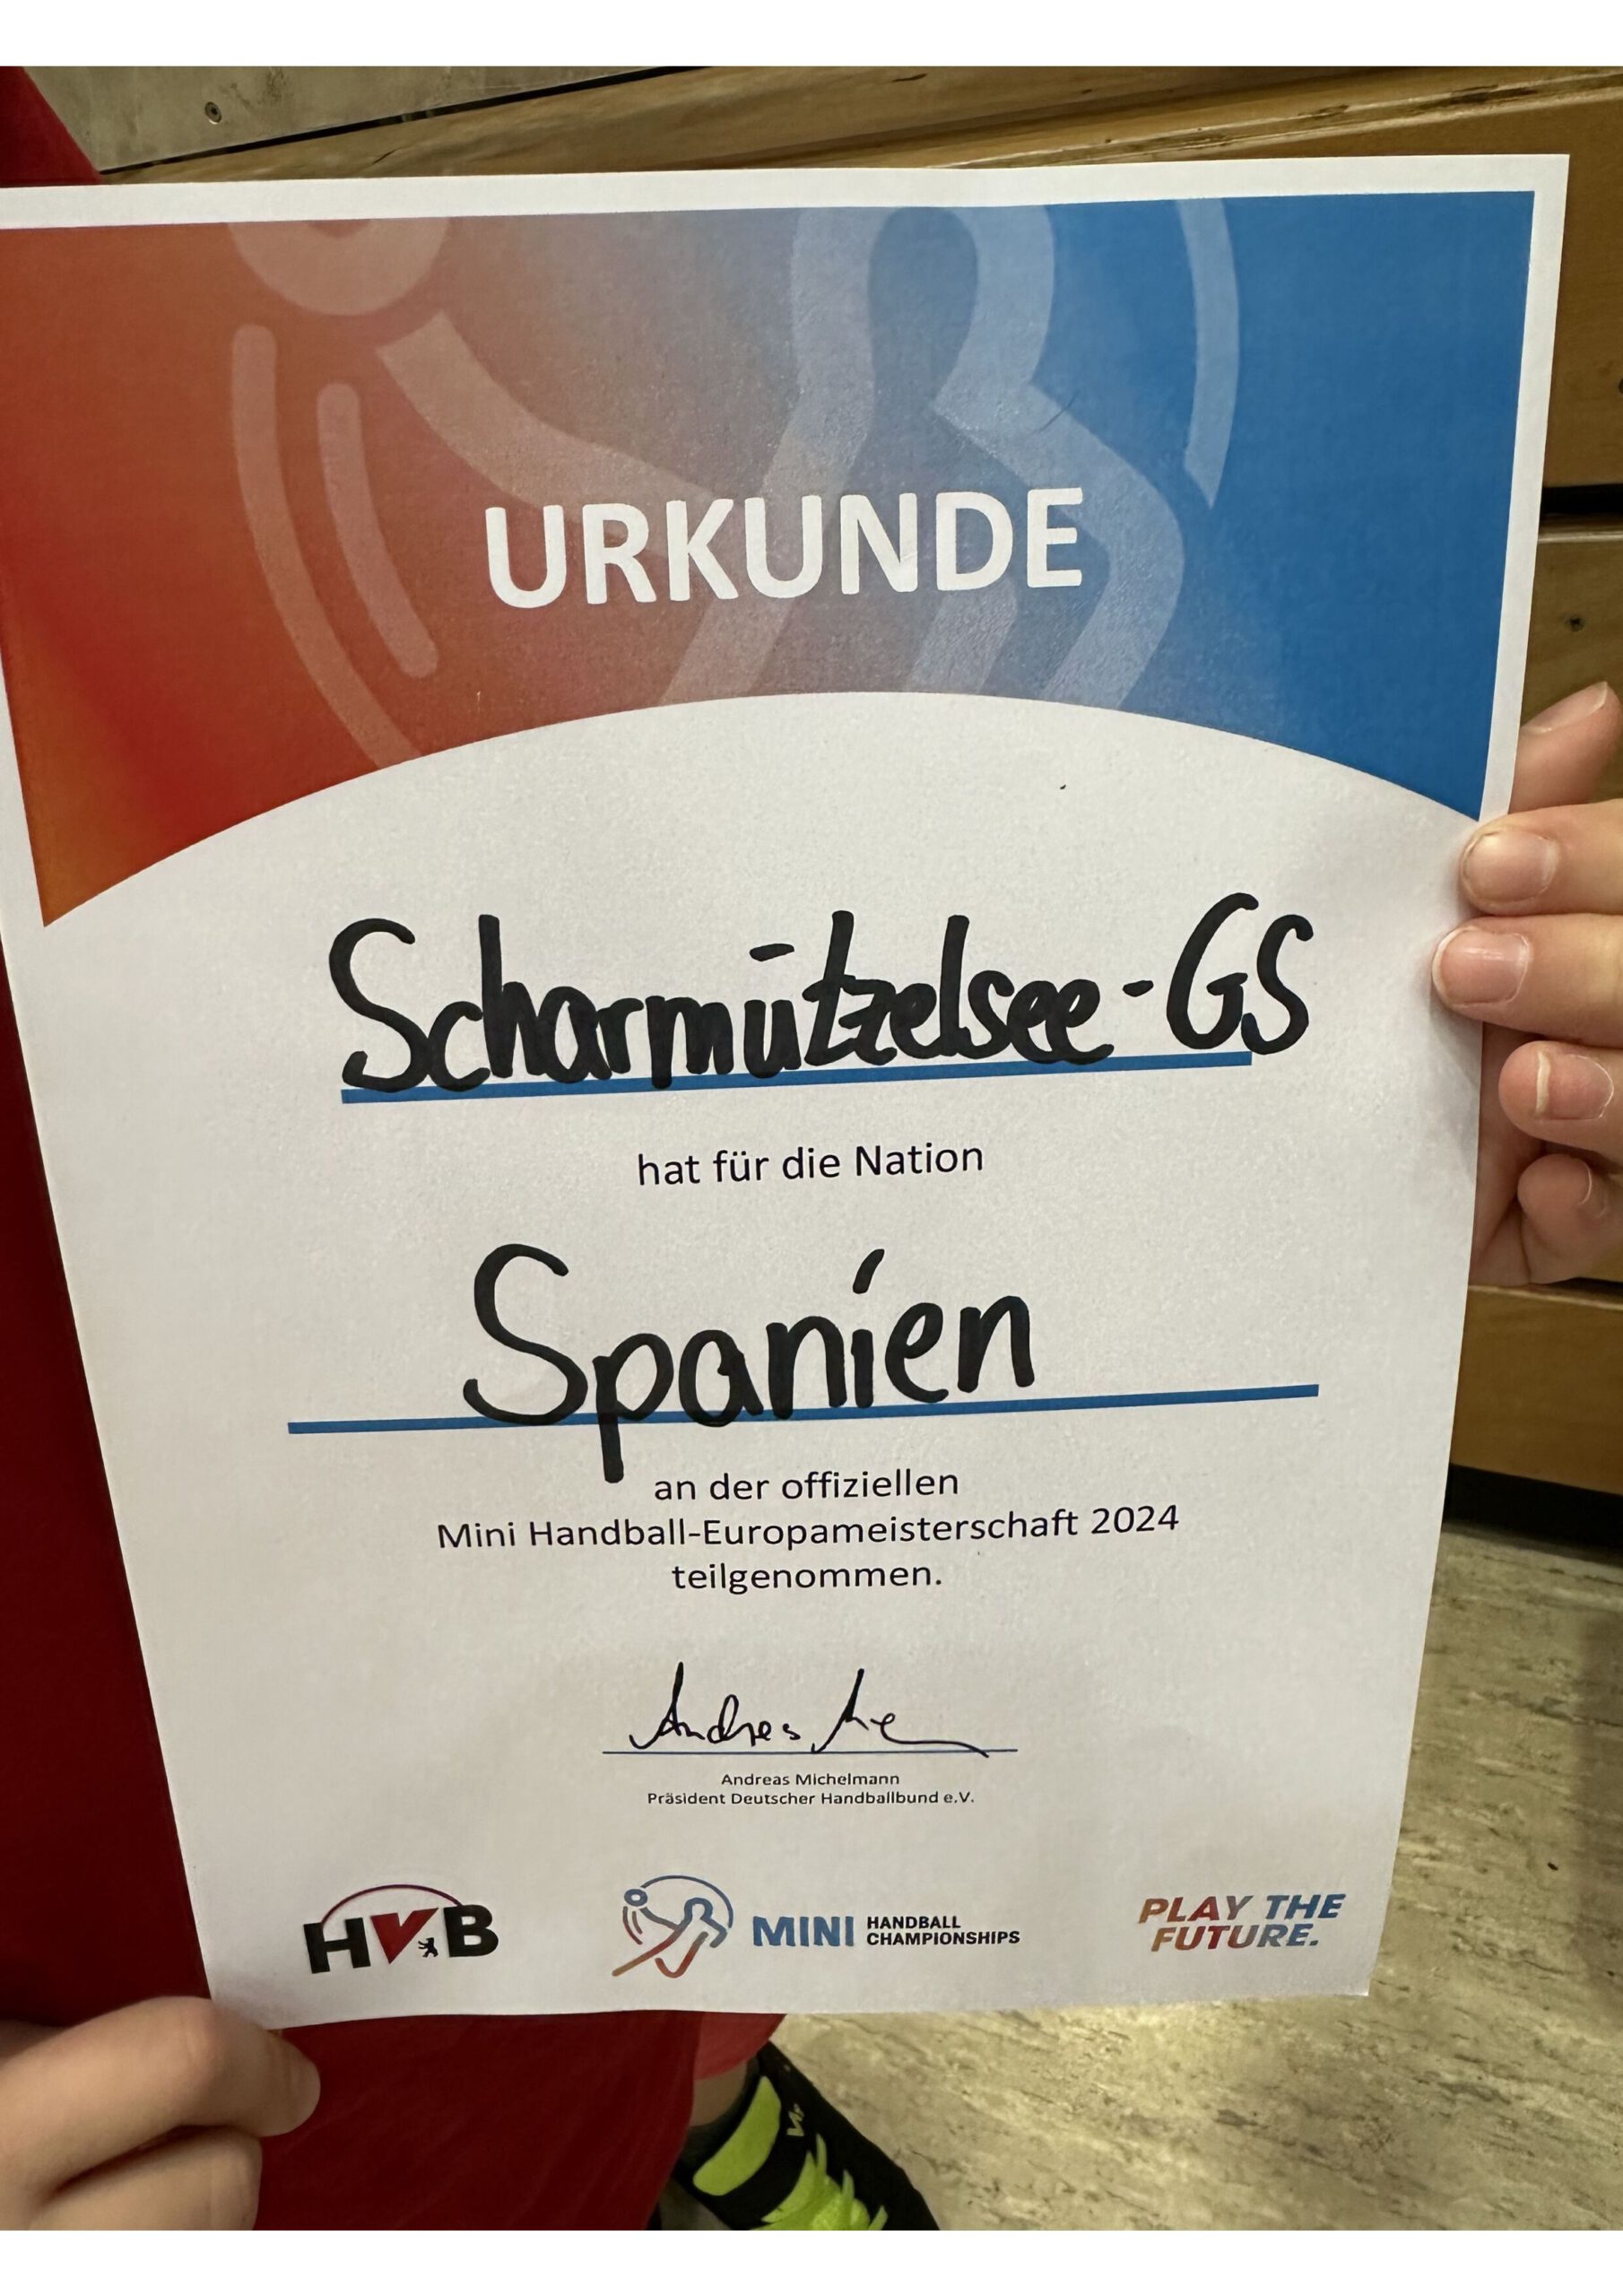 URKUNDE
Scharmützelsee-GS
hat für die Nation
Spanien
an der offiziellen
Mini Handball-Europameisterschaft 2024
teilgenommen.
Andreas
Andreas Michelmann
Präsident Deutscher Handballbund e.V.
HVB
MINI HANDBALL
CHAMPIONSHIPS
PLAY THE
FUTURE.